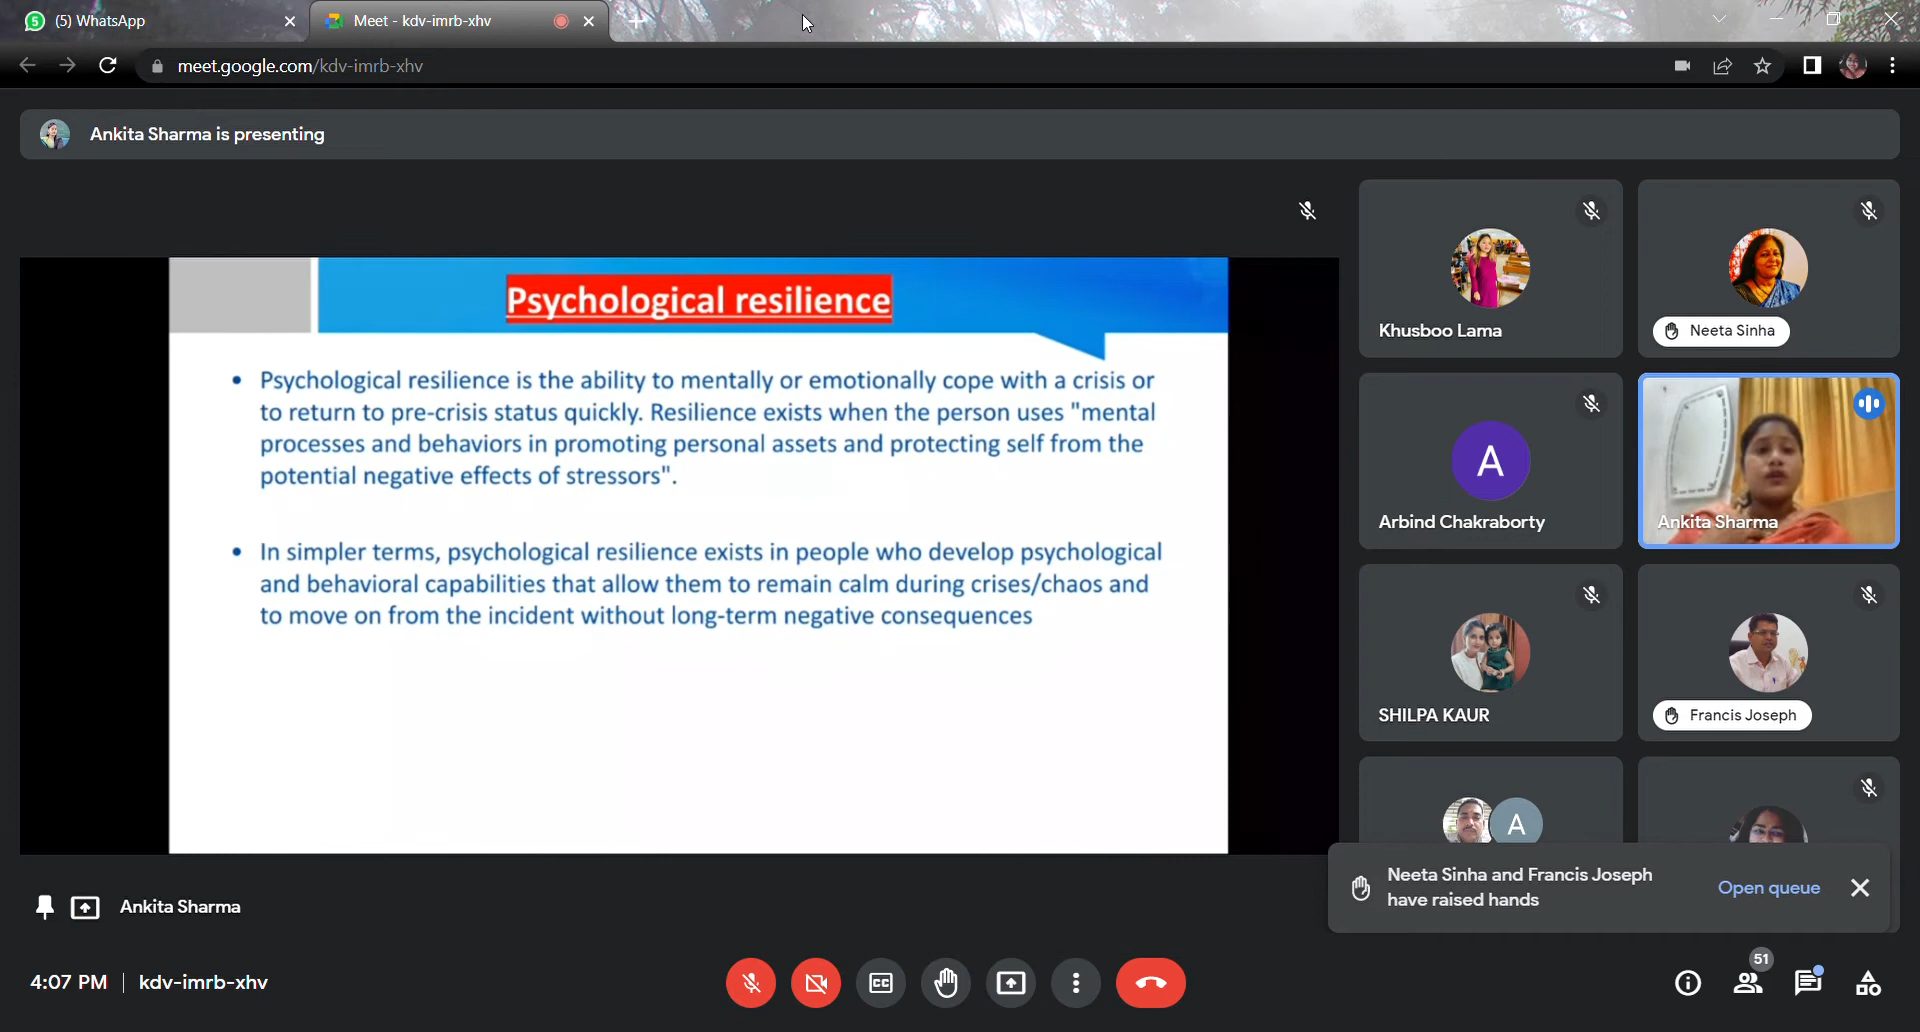 5
(5) WhatsApp
Meet - kdv-imrb-xhv
meet.google.com/kdv-imrb-xhv
Ankita Sharma is presenting
Psychological resilience
• Psychological resilience is the ability to mentally or emotionally cope with a crisis or
to return to pre-crisis status quickly. Resilience exists when the person uses "mental
processes and behaviors in promoting personal assets and protecting self from the
potential negative effects of stressors".
• In simpler terms, psychological resilience exists in people who develop psychological
and behavioral capabilities that allow them to remain calm during crises/chaos and
to move on from the incident without long-term negative consequences
Khusboo Lama
Neeta Sinha
A
Arbind Chakraborty
Ankita Sharma
SHILPA KAUR
Francis Joseph
A
Neeta Sinha and Francis Joseph
have raised hands
Open queue
Ankita Sharma
4:07 PM | kdv-imrb-xhv
CC
51